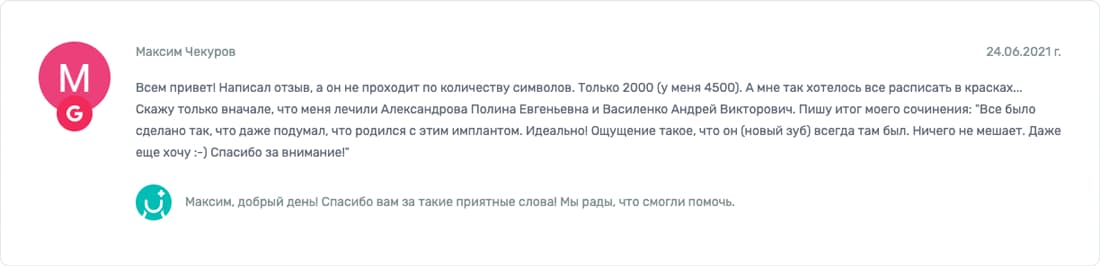 Максим Чекуров
24.06.2021 г.
М
G
Всем привет! Написал отзыв, а он не проходит по количеству символов. Только 2000 (у меня 4500). А мне так хотелось все расписать в красках...
Скажу только вначале, что меня лечили Александрова Полина Евгеньевна и Василенко Андрей Викторович. Пишу итог моего сочинения: "Все было
сделано так, что даже подумал, что родился с этим имплантом. Идеально! Ощущение такое, что он (новый зуб) всегда там был. Ничего не мешает. Даже
еще хочу :-) Спасибо за внимание!"
Максим, добрый день! Спасибо вам за такие приятные слова! Мы рады, что смогли помочь.